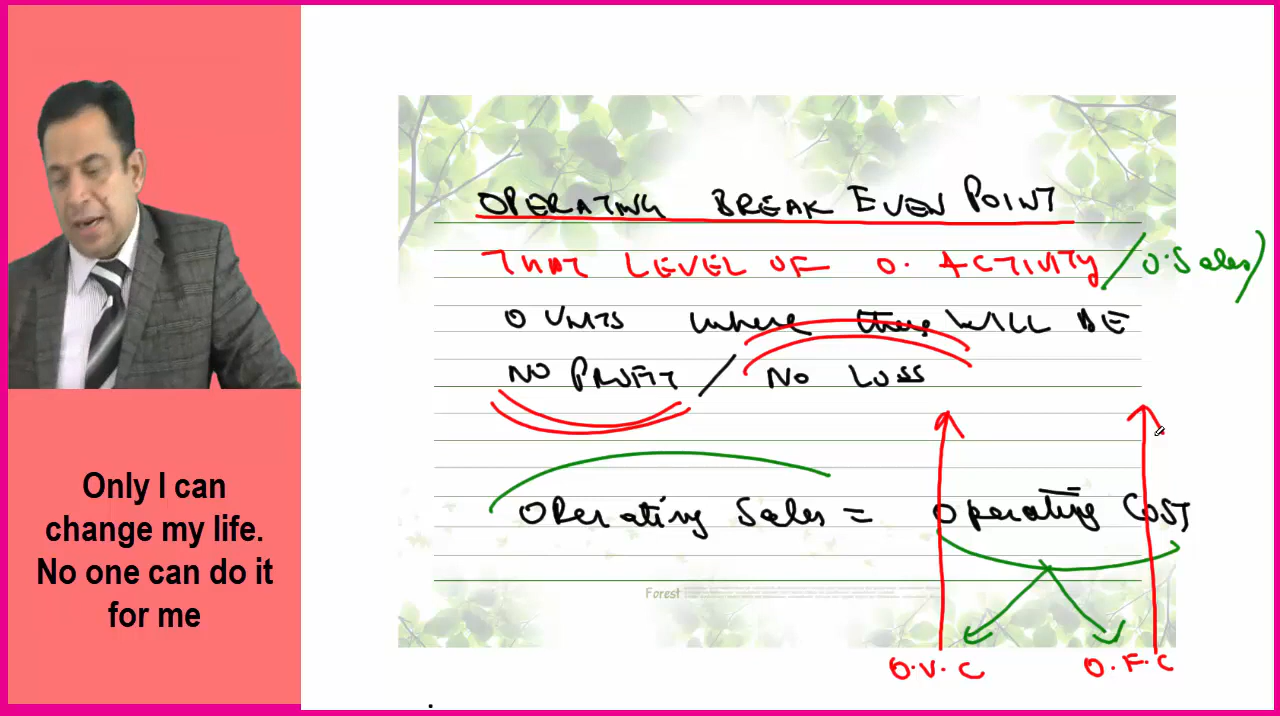 OPERATING BREAK EVEN POINT
THAT LEVEL OF O. ACTIVITY / O. Sales)
O UNITS where there WILL BE
NO PROFIT / NO LOSS
Operating Sales = Operating COST
O.V.C O.F.C
Forest
Only I can
change my life.
No one can do it
for me